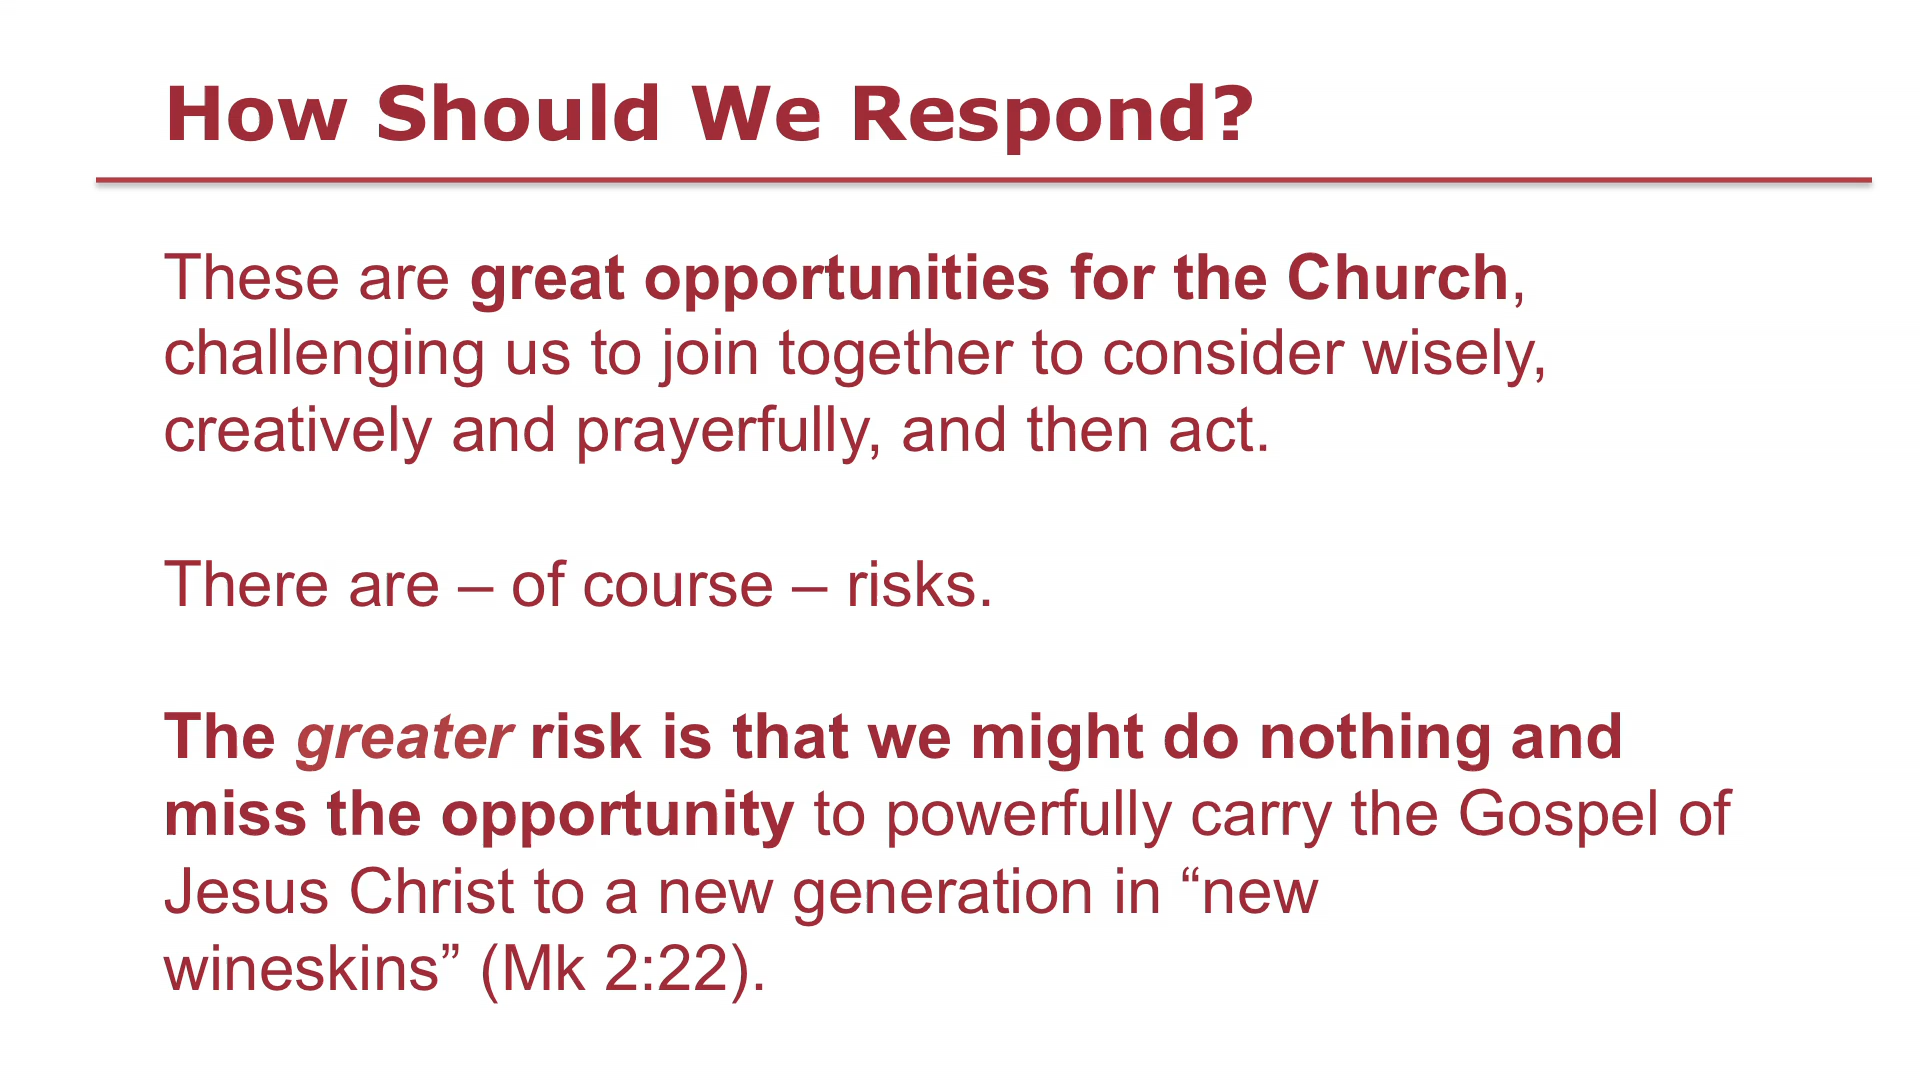 How Should We Respond?
These are great opportunities for the Church,
challenging us to join together to consider wisely,
creatively and prayerfully, and then act.
There are – of course – risks.
The greater risk is that we might do nothing and
miss the opportunity to powerfully carry the Gospel of
Jesus Christ to a new generation in “new
wineskins” (Mk 2:22).